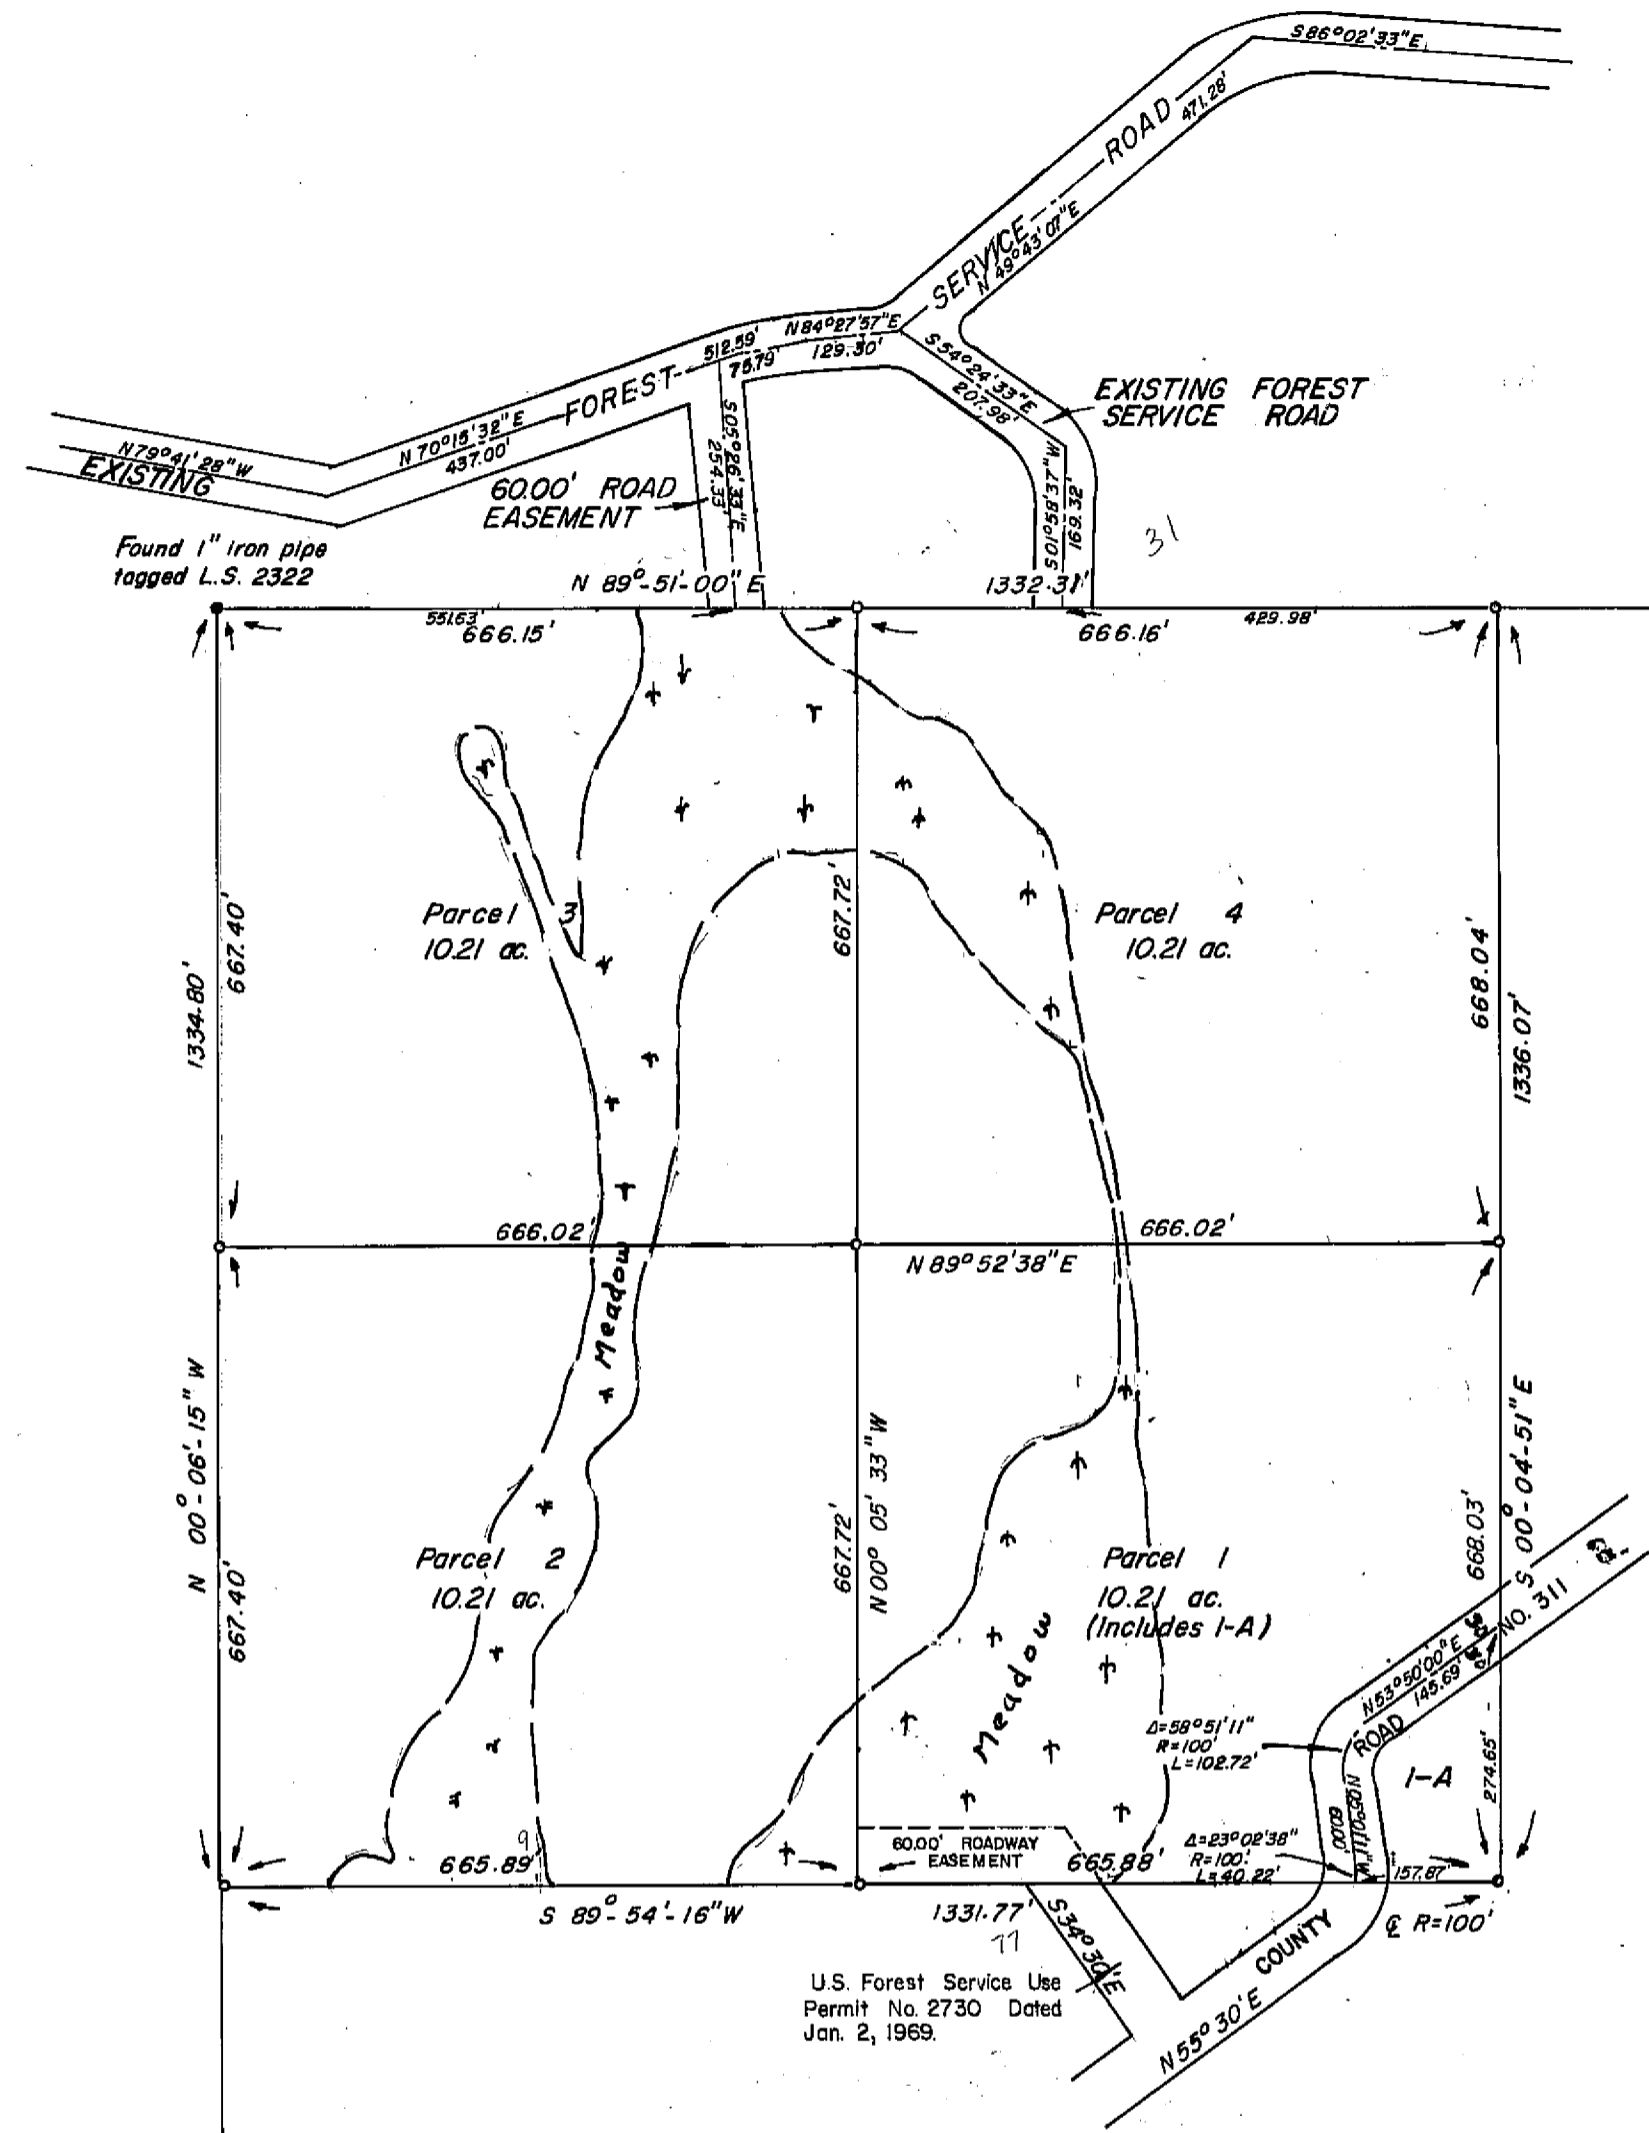 S86°02'33"E
ROAD
471.28'
SERVICE
N 49°43'07"E
N84°27'57"E
129.30'
512.59'
75.79'
FOREST
S54°24'33"E
207.98'
EXISTING FOREST
SERVICE ROAD
N 70°15'32" E
437.00'
N79°41'28"W
EXISTING
S05°26'33"E
254.33'
60.00' ROAD
EASEMENT
S01°58'37"W
169.32'
31
Found 1" iron pipe
tagged L.S. 2322
N 89°-51'-00" E
1332.31'
551.63'
666.15'
666.16'
429.98'
Parcel 3
10.21 ac.
Parcel 4
10.21 ac.
667.40'
1334.80'
667.72'
668.04'
1336.07'
666.02'
666.02'
N 89°52'38"E
Meadow
N 00°-06'-15" W
667.40'
667.72'
N 00° 05' 33" W
668.03'
S 00°-04'-51" E
Parcel 2
10.21 ac.
Parcel 1
10.21 ac.
(Includes 1-A)
Meadow
N53°50'00"E
145.69'
30
30
NO. 311
60
ROAD
Δ=58°51'11"
R=100'
L=102.72'
1-A
274.65'
N05°01'11"W
60.00'
Δ=23°02'38"
R=100'
L=40.22'
157.87'
60.00' ROADWAY
EASEMENT
9
665.89'
665.88'
S 89°-54'-16"W
1331.77'
77
S34°30'E
COUNTY
℄ R=100'
N55°30'E
U.S. Forest Service Use
Permit No. 2730 Dated
Jan. 2, 1969.